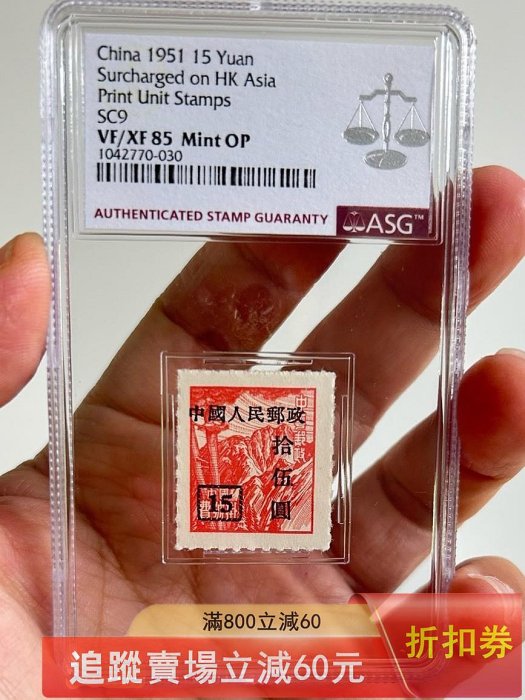 China 1951 15 Yuan
Surcharged on HK Asia
Print Unit Stamps
SC9
VF/XF 85 Mint OP
1042770-030
AUTHENTICATED STAMP GUARANTY
ASG™
中國人民郵政
拾伍圓
15
滿800立減60
追蹤賣場立減60元
折扣券